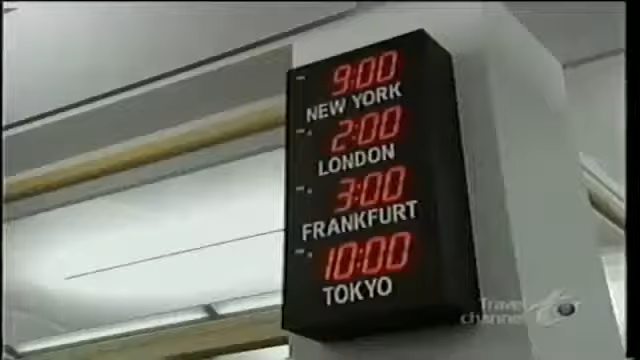 9:00
NEW YORK
2:00
LONDON
3:00
FRANKFURT
10:00
TOKYO
Travel
channel